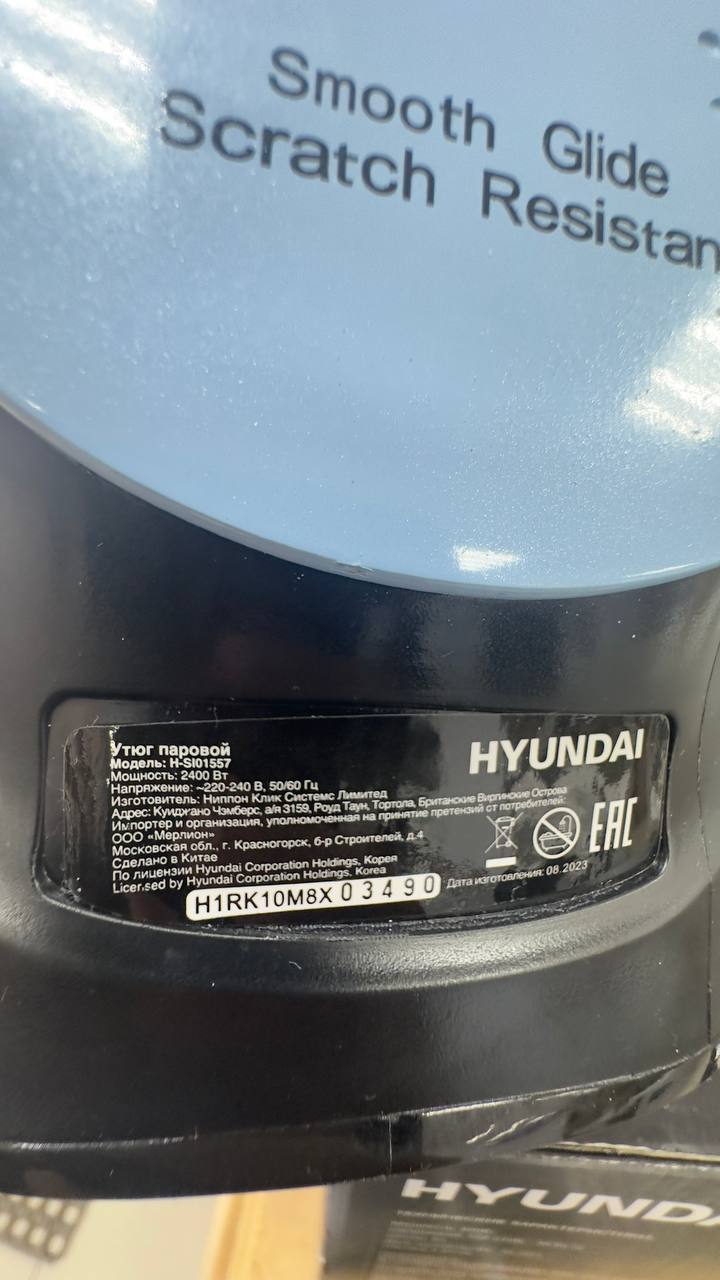 Smooth Glide
Scratch Resistan
Утюг паровой
HYUNDAI
Модель: H-SI01557
Мощность: 2400 Вт
Напряжение: ~220-240 В, 50/60 Гц
Изготовитель: Ниппон Клик Системс Лимитед
Адрес: Куиджано Чэмберс, а/я 3159, Роуд Таун, Тортола, Британские Виргинские Острова
Импортер и организация, уполномоченная на принятие претензий от потребителей:
ООО «Мерлион»
Московская обл., г. Красногорск, б-р Строителей, д.4
Сделано в Китае
По лицензии Hyundai Corporation Holdings, Корея
Licensed by Hyundai Corporation Holdings, Korea
EAC
H1RK10M8X 03490
Дата изготовления: 08.2023
HYUNDA